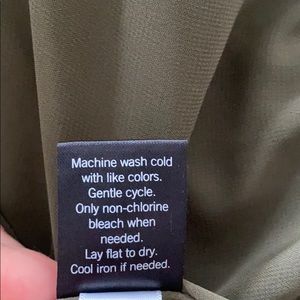 Machine wash cold
with like colors.
Gentle cycle.
Only non-chlorine
bleach when
needed.
Lay flat to dry.
Cool iron if needed.